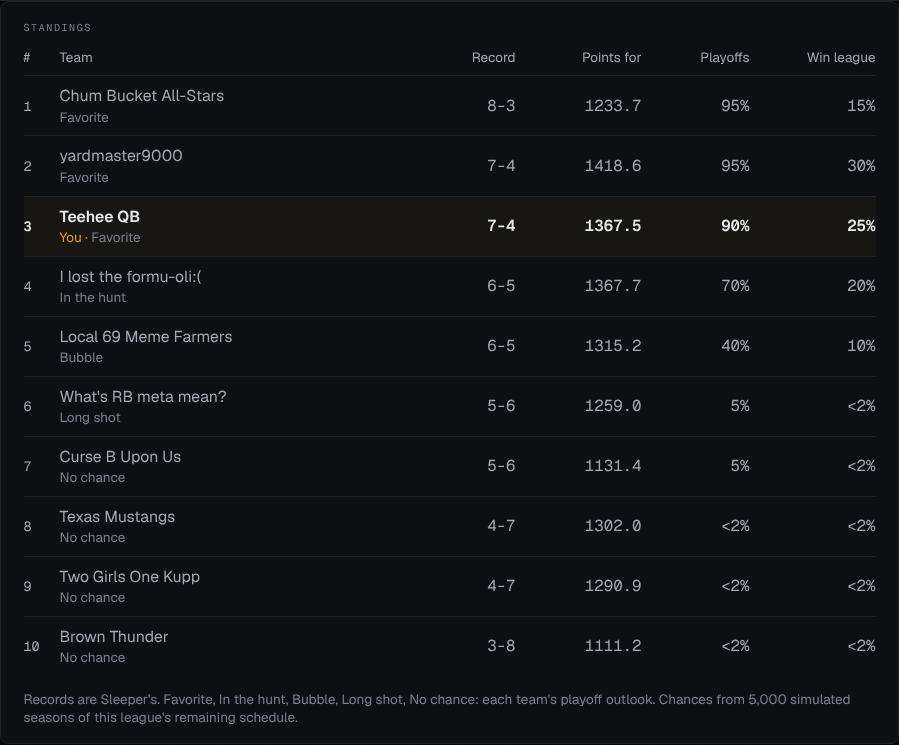 STANDINGS
# Team Record Points for Playoffs Win league
1 Chum Bucket All-Stars 8-3 1233.7 95% 15%
Favorite
2 yardmaster9000 7-4 1418.6 95% 30%
Favorite
3 Teehee QB 7-4 1367.5 90% 25%
You · Favorite
4 I lost the formu-oli:( 6-5 1367.7 70% 20%
In the hunt
5 Local 69 Meme Farmers 6-5 1315.2 40% 10%
Bubble
6 What's RB meta mean? 5-6 1259.0 5% <2%
Long shot
7 Curse B Upon Us 5-6 1131.4 5% <2%
No chance
8 Texas Mustangs 4-7 1302.0 <2% <2%
No chance
9 Two Girls One Kupp 4-7 1290.9 <2% <2%
No chance
10 Brown Thunder 3-8 1111.2 <2% <2%
No chance
Records are Sleeper's. Favorite, In the hunt, Bubble, Long shot, No chance: each team's playoff outlook. Chances from 5,000 simulated
seasons of this league's remaining schedule.